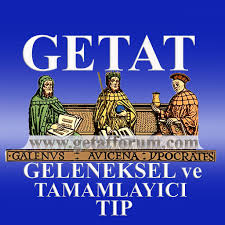 GETAT
www.getatforum.com
GALENVS AVICENA YPOCRATES
GELENEKSEL ve
TAMAMLAYICI
TIP